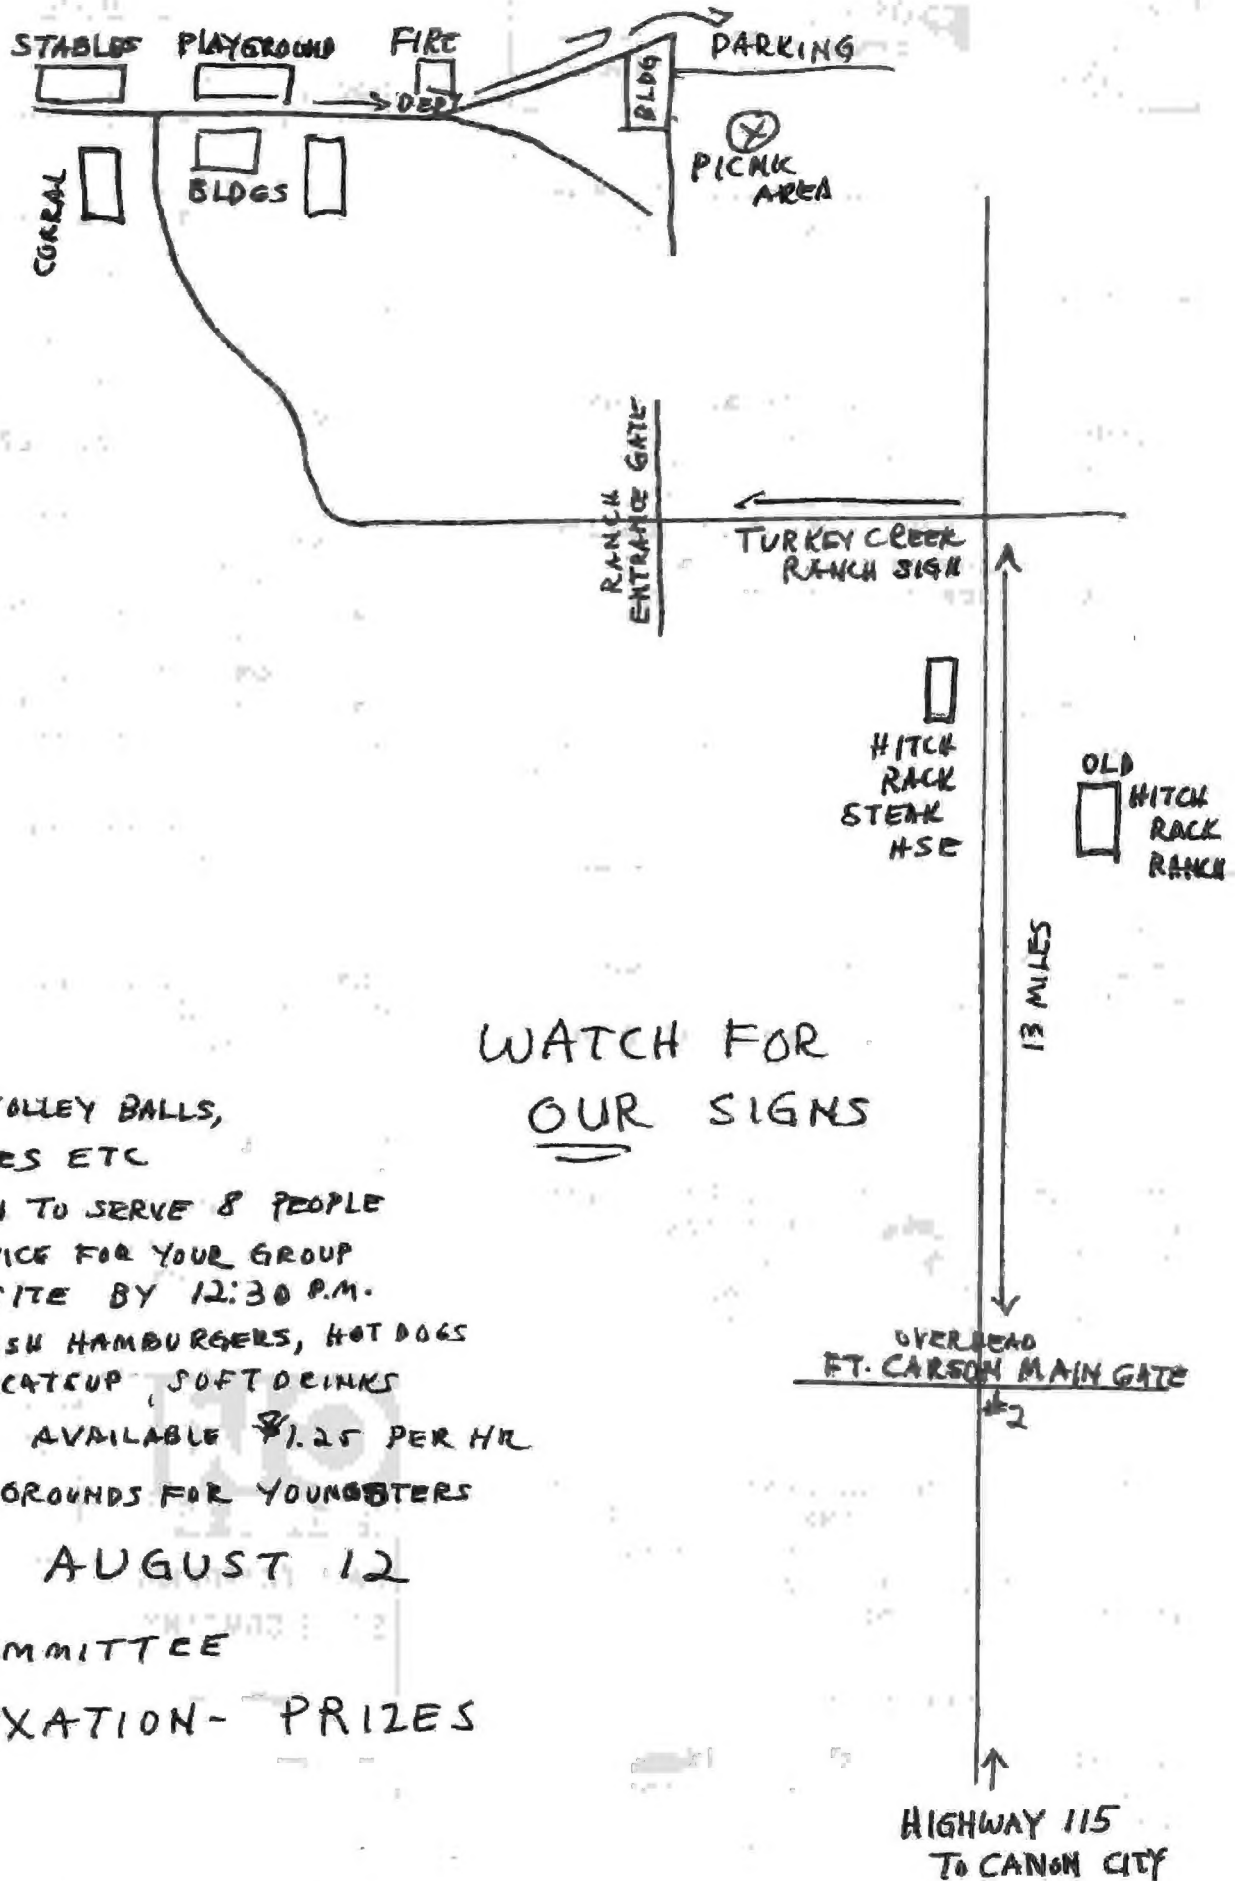 STABLES
PLAYGROUND
FIRE
DEPT
BLDG
PARKING
PICNIC
AREA
CORRAL
BLDGS
RANCH
ENTRANCE GATE
TURKEY CREEK
RANCH SIGN
HITCH
RACK
STEAK
HSE
OLD
HITCH
RACK
RANCH
13 MILES
WATCH FOR
OUR SIGNS
OLLEY BALLS,
ES ETC
TO SERVE 8 PEOPLE
ICE FOR YOUR GROUP
ITE BY 12:30 P.M.
SH HAMBURGERS, HOT DOGS
CATSUP, SOFT DRINKS
AVAILABLE $1.25 PER HR
GROUNDS FOR YOUNGSTERS
AUGUST 12
MMITTEE
XATION- PRIZES
OVERHEAD
FT. CARSON MAIN GATE
#2
HIGHWAY 115
TO CANON CITY